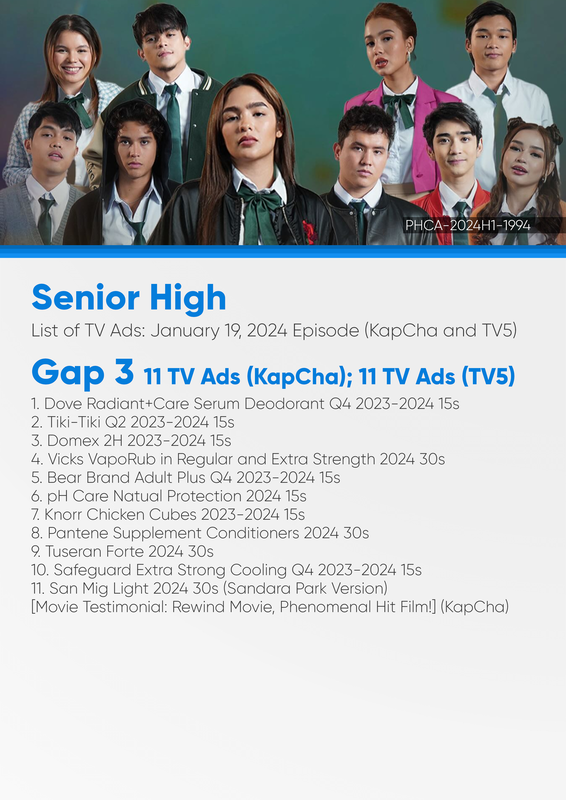 PHCA-2024H1-1994
Senior High
List of TV Ads: January 19, 2024 Episode (KapCha and TV5)
Gap 3 11 TV Ads (KapCha); 11 TV Ads (TV5)
1. Dove Radiant+Care Serum Deodorant Q4 2023-2024 15s
2. Tiki-Tiki Q2 2023-2024 15s
3. Domex 2H 2023-2024 15s
4. Vicks VapoRub in Regular and Extra Strength 2024 30s
5. Bear Brand Adult Plus Q4 2023-2024 15s
6. pH Care Natual Protection 2024 15s
7. Knorr Chicken Cubes 2023-2024 15s
8. Pantene Supplement Conditioners 2024 30s
9. Tuseran Forte 2024 30s
10. Safeguard Extra Strong Cooling Q4 2023-2024 15s
11. San Mig Light 2024 30s (Sandara Park Version)
[Movie Testimonial: Rewind Movie, Phenomenal Hit Film!] (KapCha)